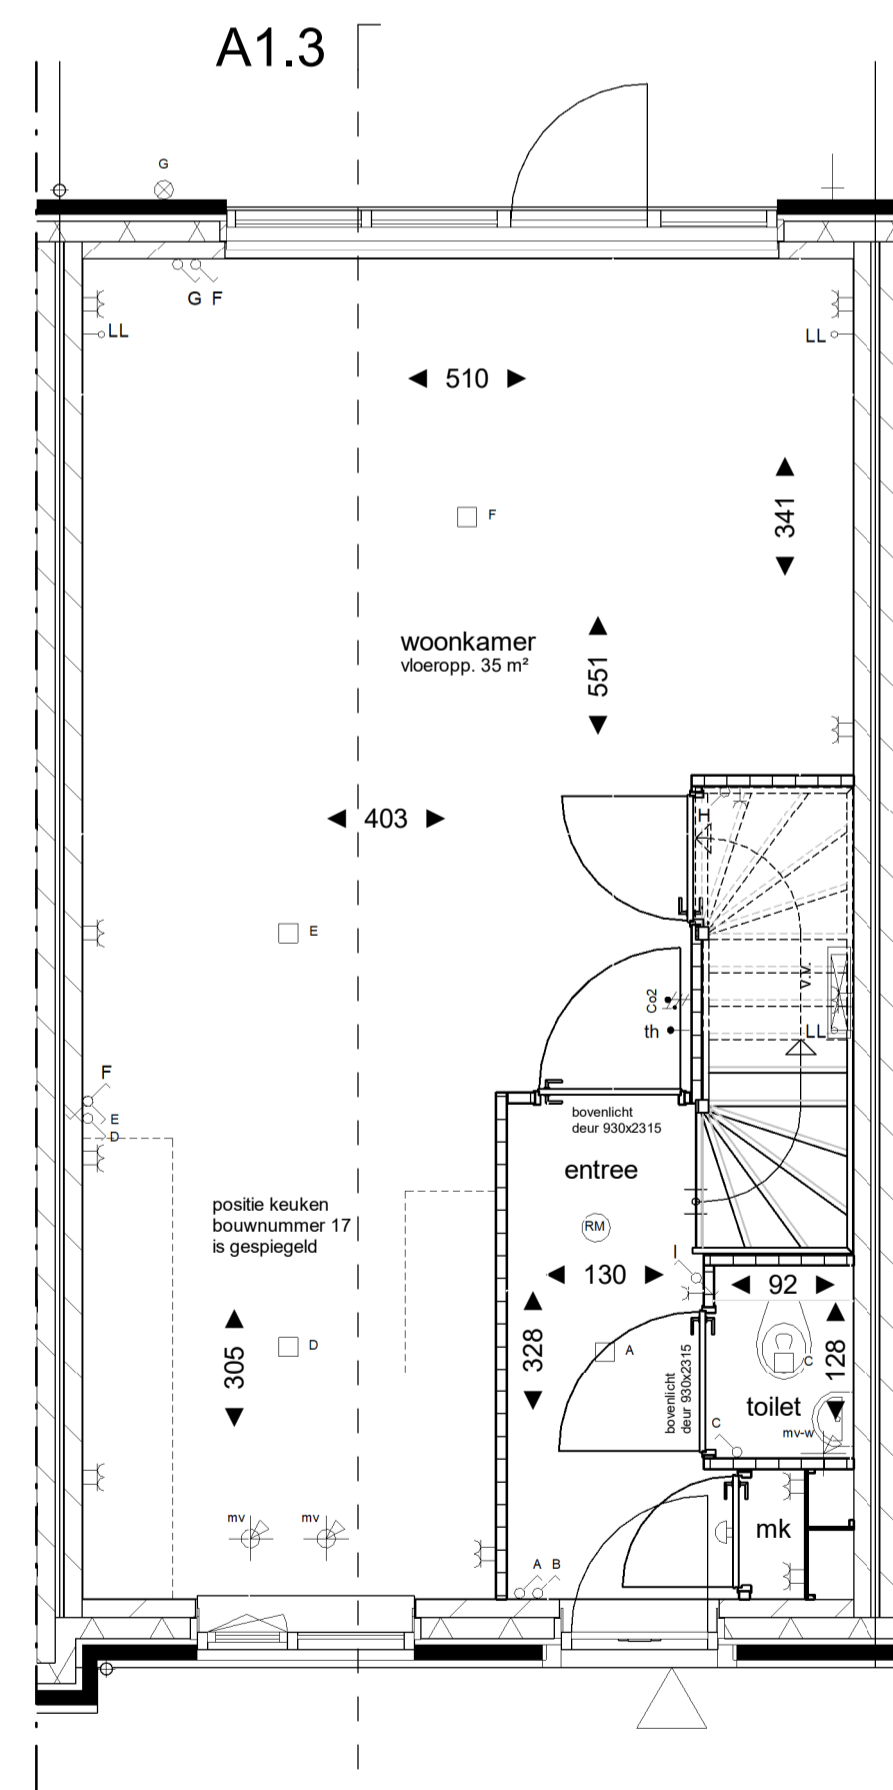 A1.3
G
G F
LL
LL
510
341
F
woonkamer
vloeropp. 35 m²
551
403
H
E
v.v.
Co2
th
LL
F
E
D
bovenlicht
deur 930x2315
entree
positie keuken
bouwnummer 17
is gespiegeld
RM
I
130
92
305
328
128
D
A
C
bovenlicht
deur 930x2315
toilet
C
mv-w
mv
mv
mk
A B